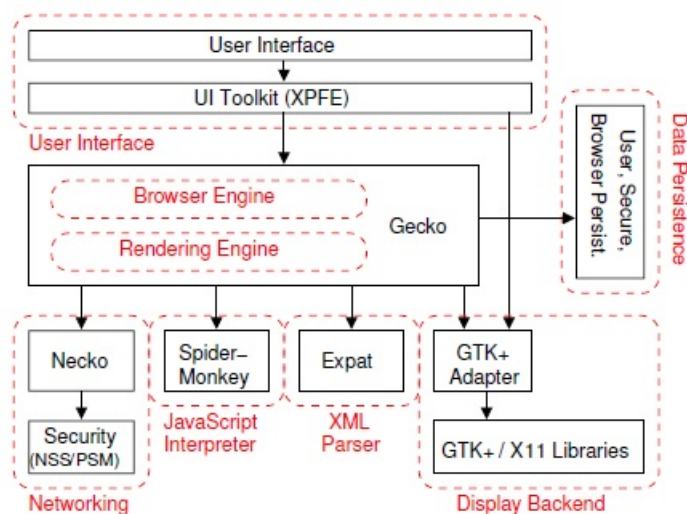 User Interface
UI Toolkit (XPFE)
User Interface
User, Secure,
Browser Persist.
Data Persistence
Browser Engine
Rendering Engine
Gecko
Necko
Spider-
Monkey
Expat
GTK+
Adapter
Security
(NSS/PSM)
JavaScript
Interpreter
XML
Parser
GTK+ / X11 Libraries
Networking
Display Backend